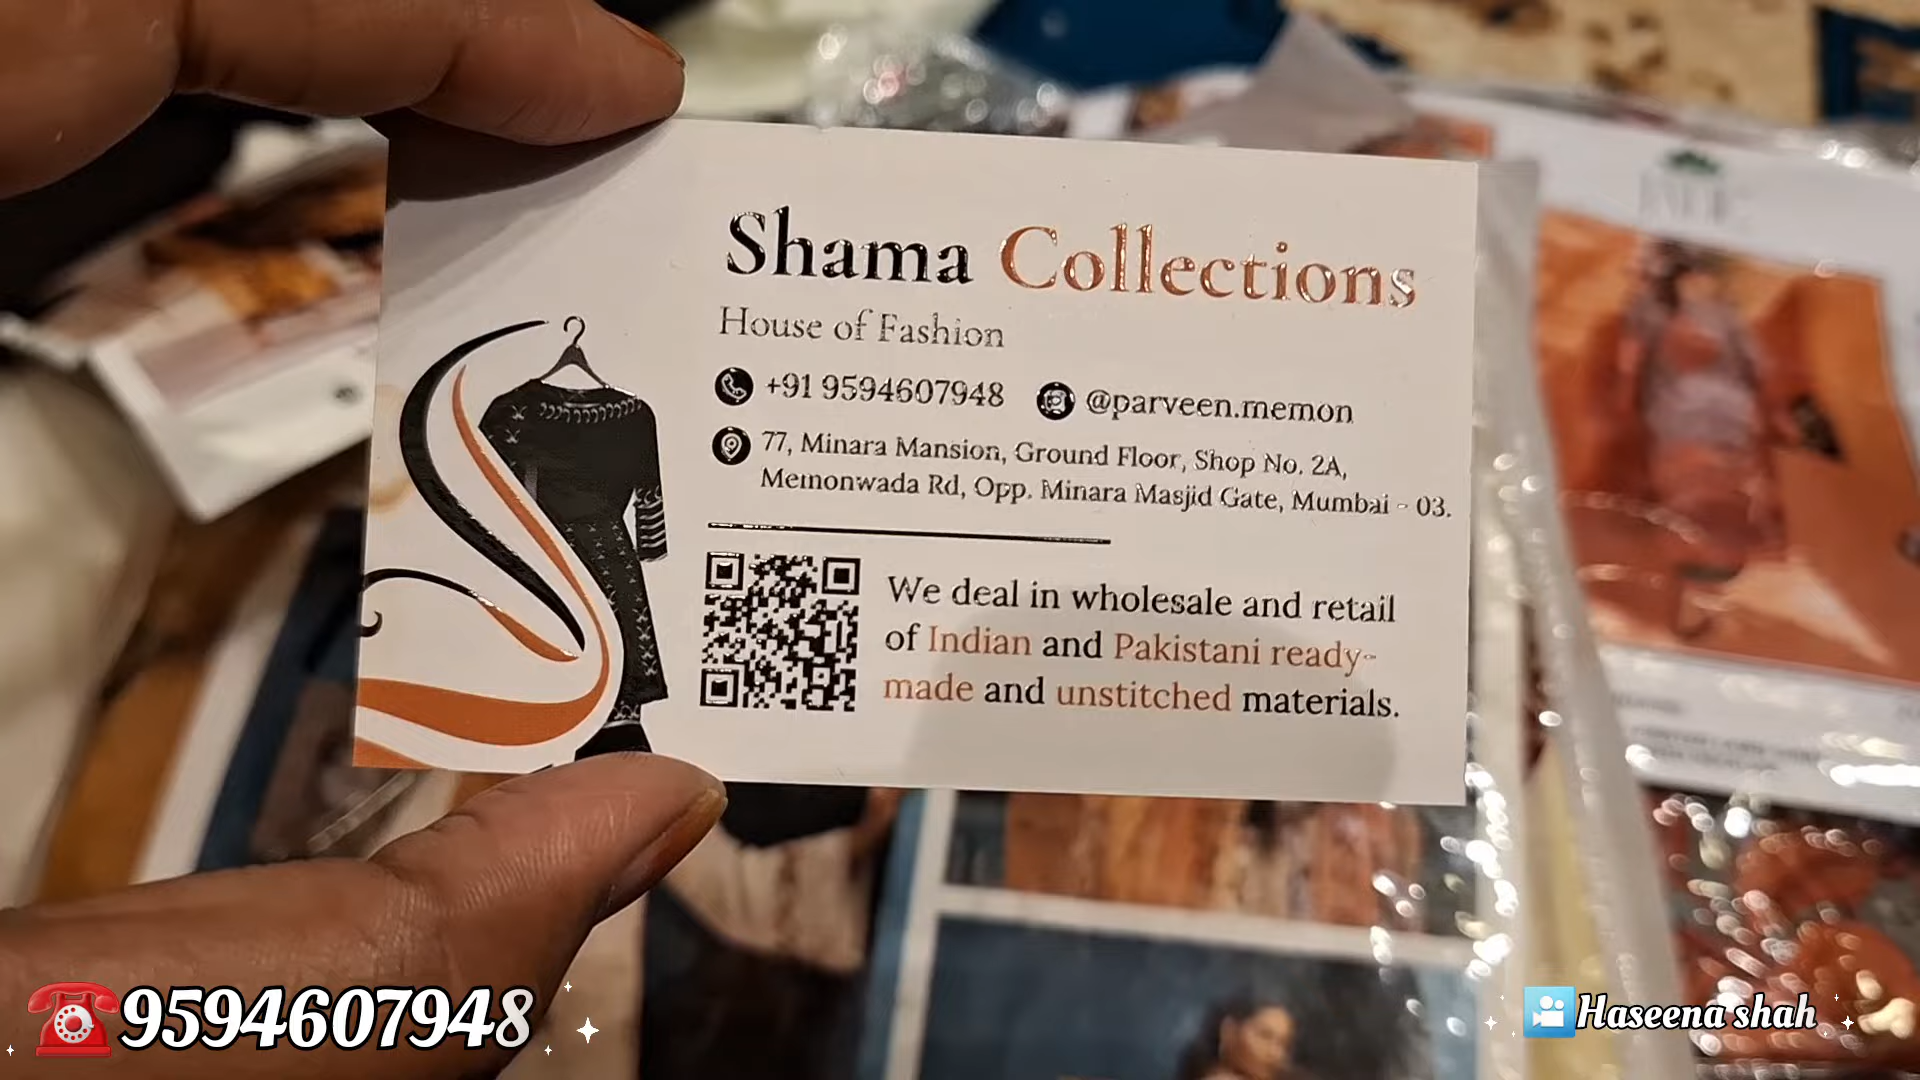 Shama Collections
House of Fashion
+91 9594607948 @parveen.memon
77, Minara Mansion, Ground Floor, Shop No. 2A,
Memonwada Rd, Opp. Minara Masjid Gate, Mumbai - 03.
We deal in wholesale and retail
of Indian and Pakistani ready-
made and unstitched materials.
9594607948
Haseena shah